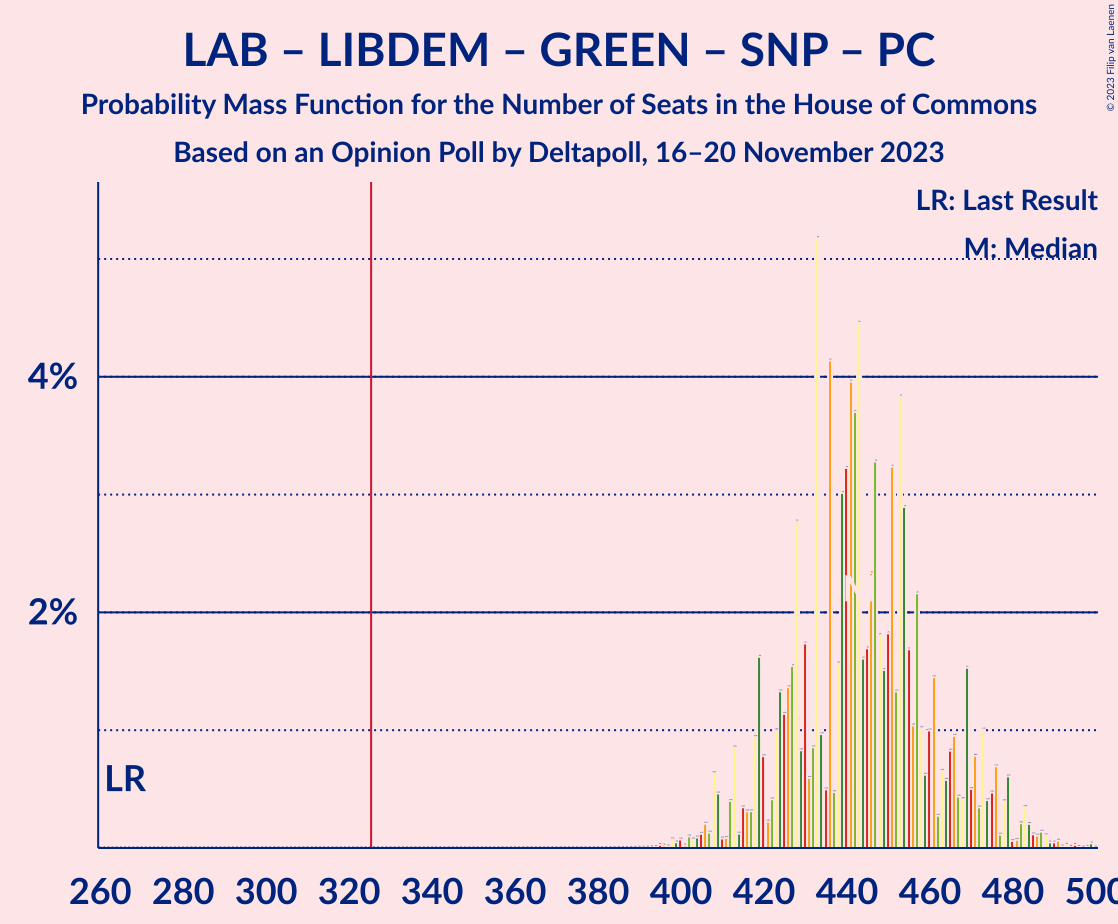 LAB – LIBDEM – GREEN – SNP – PC
Probability Mass Function for the Number of Seats in the House of Commons
Based on an Opinion Poll by Deltapoll, 16–20 November 2023
© 2023 Filip van Laenen
LR: Last Result
M: Median
4%
2%
LR
260 280 300 320 340 360 380 400 420 440 460 480 500